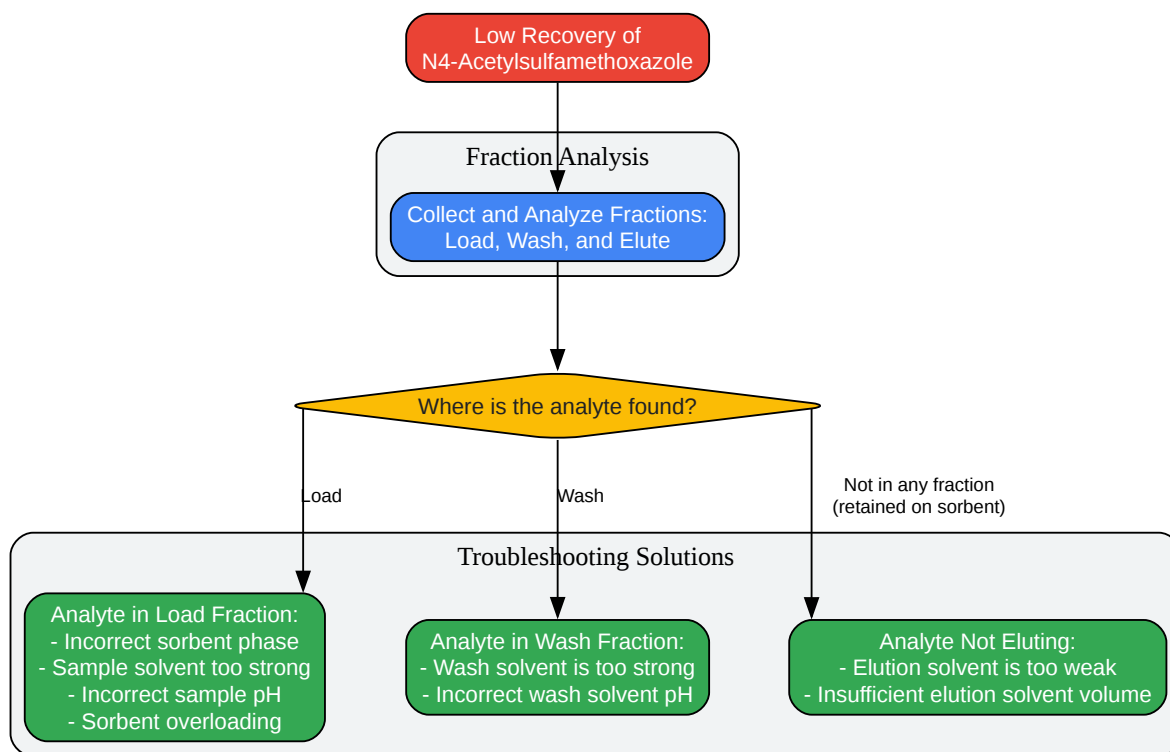 Low Recovery of
N4-Acetylsulfamethoxazole
Fraction Analysis
Collect and Analyze Fractions:
Load, Wash, and Elute
Where is the analyte found?
Load
Wash
Not in any fraction
(retained on sorbent)
Troubleshooting Solutions
Analyte in Load Fraction:
- Incorrect sorbent phase
- Sample solvent too strong
- Incorrect sample pH
- Sorbent overloading
Analyte in Wash Fraction:
- Wash solvent is too strong
- Incorrect wash solvent pH
Analyte Not Eluting:
- Elution solvent is too weak
- Insufficient elution solvent volume